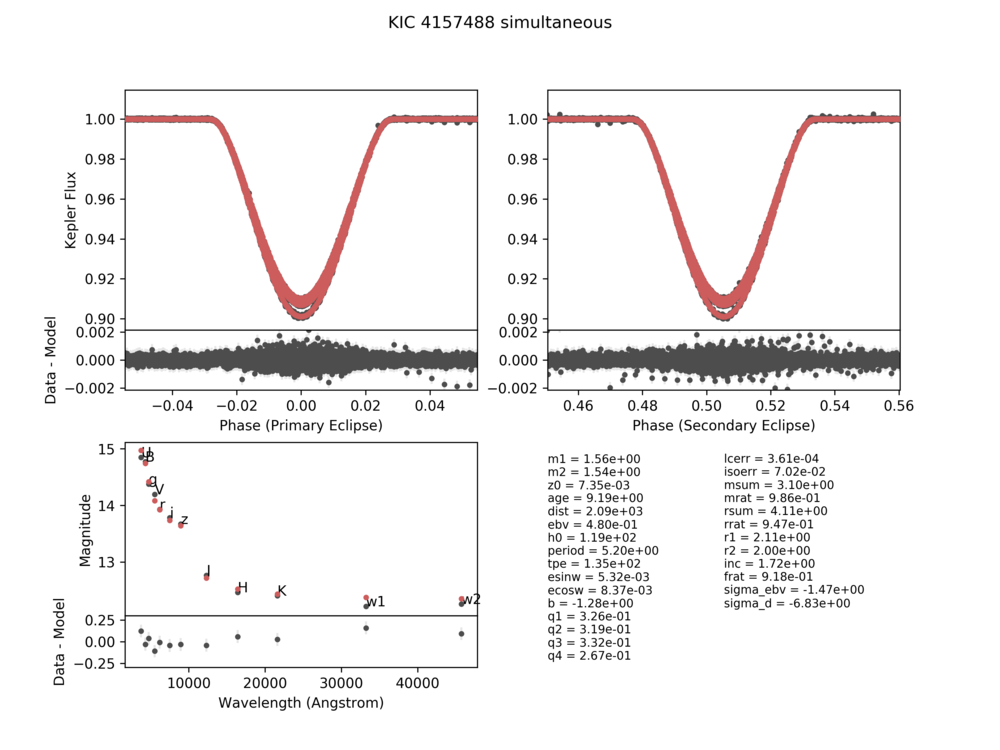 KIC 4157488 simultaneous
Kepler Flux
1.00
0.98
0.96
0.94
0.92
0.90
1.00
0.98
0.96
0.94
0.92
0.90
Data - Model
0.002
0.000
−0.002
0.002
0.000
−0.002
−0.04 −0.02 0.00 0.02 0.04
Phase (Primary Eclipse)
0.46 0.48 0.50 0.52 0.54 0.56
Phase (Secondary Eclipse)
Magnitude
15
14
13
B
g
V
r
i
z
J
H
K
w1
w2
Data - Model
0.25
0.00
−0.25
10000 20000 30000 40000
Wavelength (Angstrom)
m1 = 1.56e+00
m2 = 1.54e+00
z0 = 7.35e-03
age = 9.19e+00
dist = 2.09e+03
ebv = 4.80e-01
h0 = 1.19e+02
period = 5.20e+00
tpe = 1.35e+02
esinw = 5.32e-03
ecosw = 8.37e-03
b = -1.28e+00
q1 = 3.26e-01
q2 = 3.19e-01
q3 = 3.32e-01
q4 = 2.67e-01
lcerr = 3.61e-04
isoerr = 7.02e-02
msum = 3.10e+00
mrat = 9.86e-01
rsum = 4.11e+00
rrat = 9.47e-01
r1 = 2.11e+00
r2 = 2.00e+00
inc = 1.72e+00
frat = 9.18e-01
sigma_ebv = -1.47e+00
sigma_d = -6.83e+00